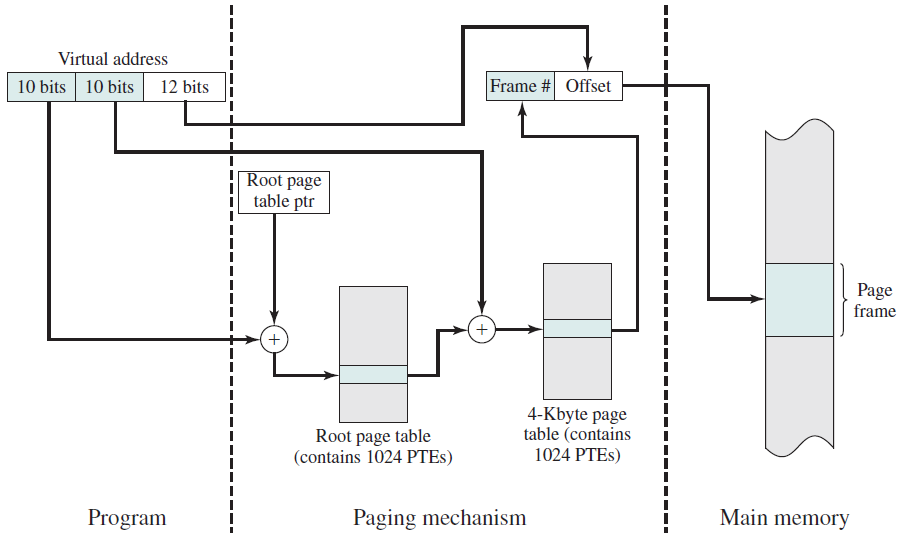 Virtual address
10 bits 10 bits 12 bits
Frame # Offset
Root page
table ptr
+
+
Page
frame
Root page table
(contains 1024 PTEs)
4-Kbyte page
table (contains
1024 PTEs)
Program
Paging mechanism
Main memory